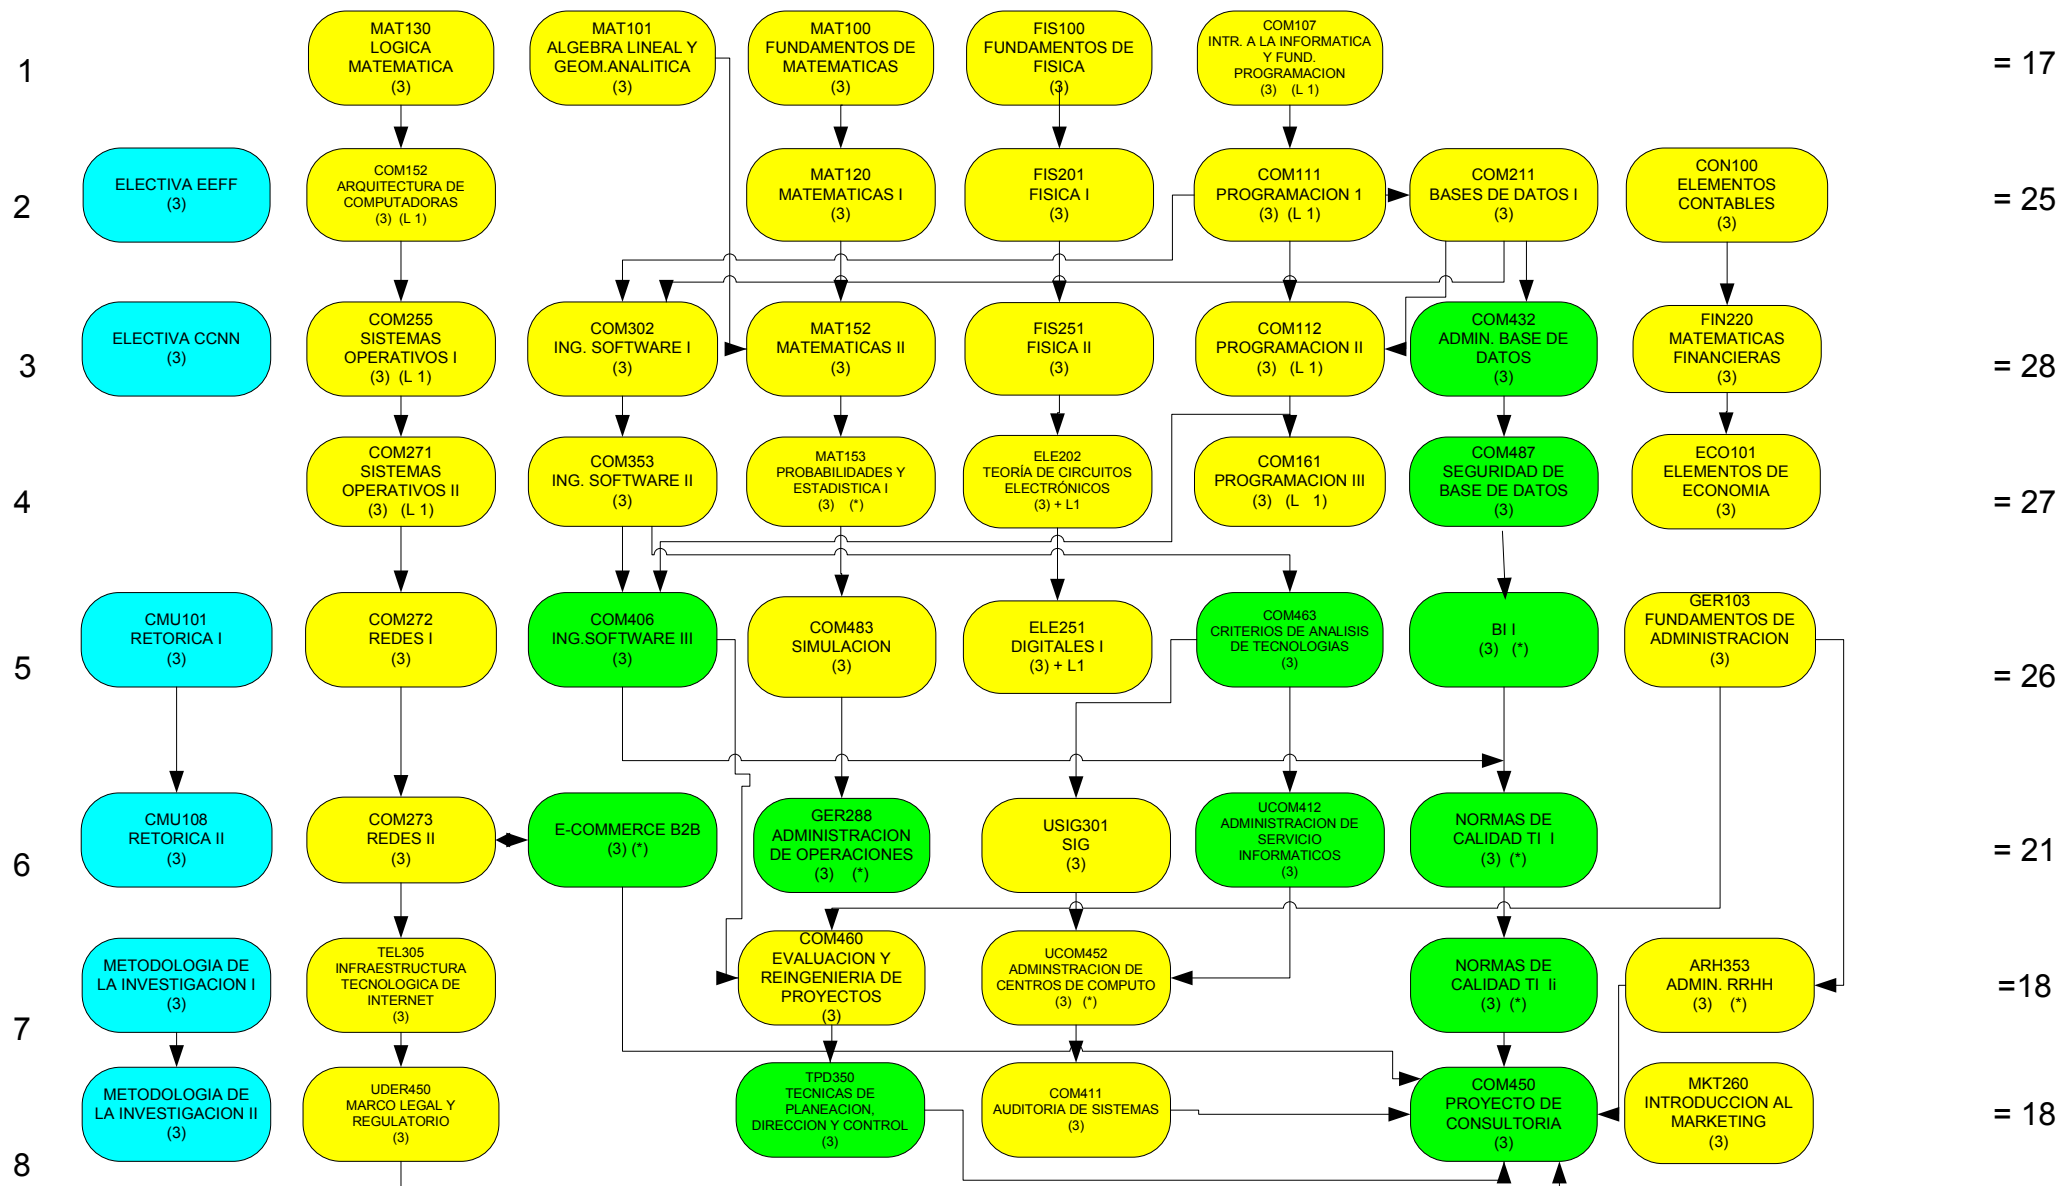 1
MAT130
LOGICA
MATEMATICA
(3)
MAT101
ALGEBRA LINEAL Y
GEOM.ANALITICA
(3)
MAT100
FUNDAMENTOS DE
MATEMATICAS
(3)
FIS100
FUNDAMENTOS DE
FISICA
(3)
COM107
INTR. A LA INFORMATICA
Y FUND.
PROGRAMACION
(3) (L 1)
= 17
2
ELECTIVA EEFF
(3)
COM152
ARQUITECTURA DE
COMPUTADORAS
(3) (L 1)
MAT120
MATEMATICAS I
(3)
FIS201
FISICA I
(3)
COM111
PROGRAMACION 1
(3) (L 1)
COM211
BASES DE DATOS I
(3)
CON100
ELEMENTOS
CONTABLES
(3)
= 25
3
ELECTIVA CCNN
(3)
COM255
SISTEMAS
OPERATIVOS I
(3) (L 1)
COM302
ING. SOFTWARE I
(3)
MAT152
MATEMATICAS II
(3)
FIS251
FISICA II
(3)
COM112
PROGRAMACION II
(3) (L 1)
COM432
ADMIN. BASE DE
DATOS
(3)
FIN220
MATEMATICAS
FINANCIERAS
(3)
= 28
4
COM271
SISTEMAS
OPERATIVOS II
(3) (L 1)
COM353
ING. SOFTWARE II
(3)
MAT153
PROBABILIDADES Y
ESTADISTICA I
(3) (*)
ELE202
TEORÍA DE CIRCUITOS
ELECTRÓNICOS
(3) + L1
COM161
PROGRAMACION III
(3) (L 1)
COM487
SEGURIDAD DE
BASE DE DATOS
(3)
ECO101
ELEMENTOS DE
ECONOMIA
(3)
= 27
5
CMU101
RETORICA I
(3)
COM272
REDES I
(3)
COM406
ING.SOFTWARE III
(3)
COM483
SIMULACION
(3)
ELE251
DIGITALES I
(3) + L1
COM463
CRITERIOS DE ANALISIS
DE TECNOLOGIAS
(3)
BI I
(3) (*)
GER103
FUNDAMENTOS DE
ADMINISTRACION
(3)
= 26
6
CMU108
RETORICA II
(3)
COM273
REDES II
(3)
E-COMMERCE B2B
(3) (*)
GER288
ADMINISTRACION
DE OPERACIONES
(3) (*)
USIG301
SIG
(3)
UCOM412
ADMINISTRACION DE
SERVICIO
INFORMATICOS
(3)
NORMAS DE
CALIDAD TI I
(3) (*)
= 21
7
METODOLOGIA DE
LA INVESTIGACION I
(3)
TEL305
INFRAESTRUCTURA
TECNOLOGICA DE
INTERNET
(3)
COM460
EVALUACION Y
REINGENIERIA DE
PROYECTOS
(3)
UCOM452
ADMINSTRACION DE
CENTROS DE COMPUTO
(3) (*)
NORMAS DE
CALIDAD TI Ii
(3) (*)
ARH353
ADMIN. RRHH
(3) (*)
=18
8
METODOLOGIA DE
LA INVESTIGACION II
(3)
UDER450
MARCO LEGAL Y
REGULATORIO
(3)
TPD350
TECNICAS DE
PLANEACION,
DIRECCION Y CONTROL
(3)
COM411
AUDITORIA DE SISTEMAS
(3)
COM450
PROYECTO DE
CONSULTORIA
(3)
MKT260
INTRODUCCION AL
MARKETING
(3)
= 18